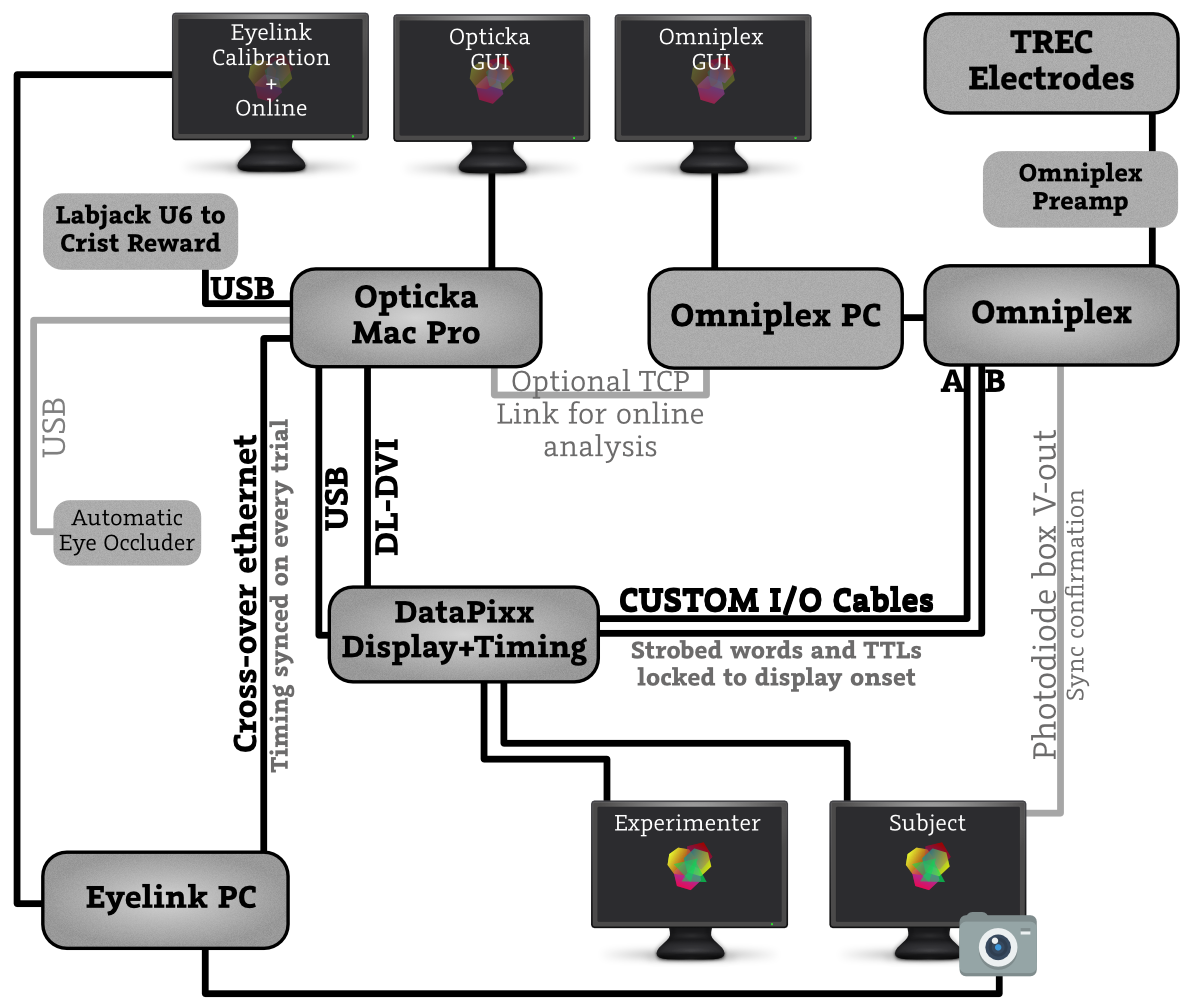 Eyelink
Calibration
+
Online
Opticka
GUI
Omniplex
GUI
TREC
Electrodes
Omniplex
Preamp
Labjack U6 to
Crist Reward
USB
Opticka
Mac Pro
Omniplex PC
Omniplex
A B
Optional TCP
Link for online
analysis
USB
Automatic
Eye Occluder
Cross-over ethernet
Timing synced on every trial
USB
DL-DVI
DataPixx
Display+Timing
CUSTOM I/O Cables
Strobed words and TTLs
locked to display onset
Photodiode box V-out
Sync confirmation
Experimenter
Subject
Eyelink PC